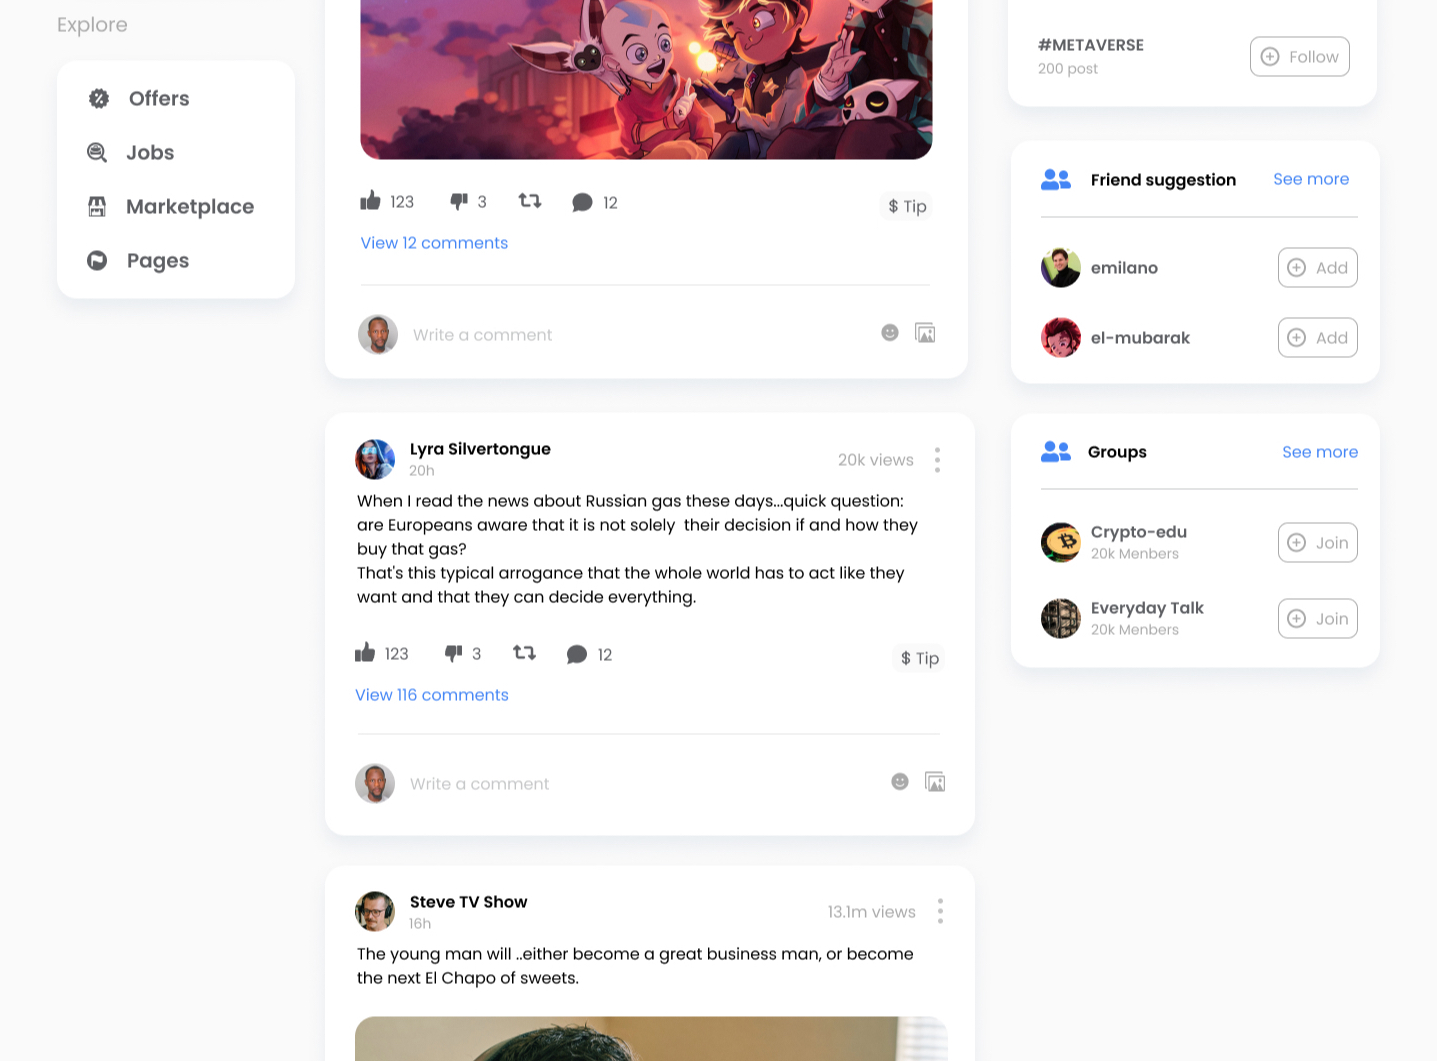 Explore
Offers
Jobs
Marketplace
Pages
123
3
12
$ Tip
View 12 comments
Write a comment
Lyra Silvertongue
20h
20k views
When I read the news about Russian gas these days...quick question:
are Europeans aware that it is not solely  their decision if and how they
buy that gas?
That's this typical arrogance that the whole world has to act like they
want and that they can decide everything.
123
3
12
$ Tip
View 116 comments
Write a comment
Steve TV Show
16h
13.1m views
The young man will ..either become a great business man, or become
the next El Chapo of sweets.
#METAVERSE
200 post
Follow
Friend suggestion
See more
emilano
Add
el-mubarak
Add
Groups
See more
Crypto-edu
20k Menbers
Join
Everyday Talk
20k Menbers
Join